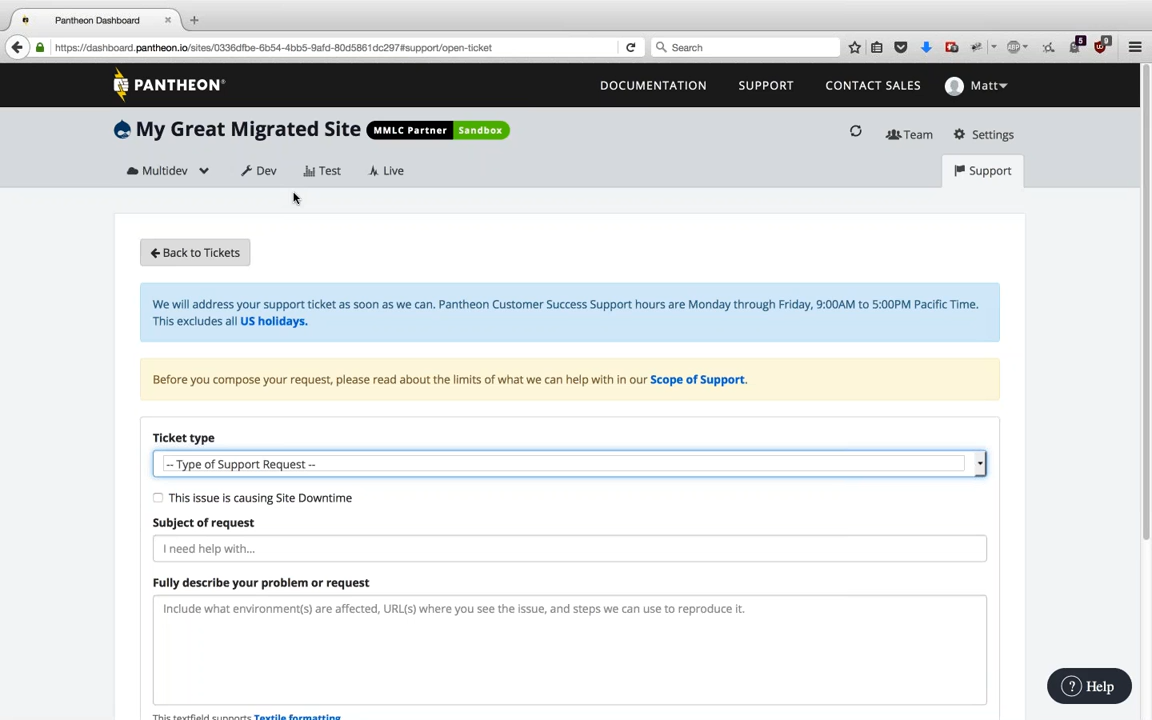 Pantheon Dashboard
https://dashboard.pantheon.io/sites/0336dfbe-6b54-4bb5-9afd-80d5861dc297#support/open-ticket
Search
ABP
5
9
PANTHEON®
DOCUMENTATION
SUPPORT
CONTACT SALES
Matt
My Great Migrated Site
MMLC Partner
Sandbox
Team
Settings
Multidev
Dev
Test
Live
Support
Back to Tickets
We will address your support ticket as soon as we can. Pantheon Customer Success Support hours are Monday through Friday, 9:00AM to 5:00PM Pacific Time.
This excludes all US holidays.
Before you compose your request, please read about the limits of what we can help with in our Scope of Support.
Ticket type
-- Type of Support Request --
This issue is causing Site Downtime
Subject of request
I need help with...
Fully describe your problem or request
Include what environment(s) are affected, URL(s) where you see the issue, and steps we can use to reproduce it.
This textfield supports Textile formatting
? Help